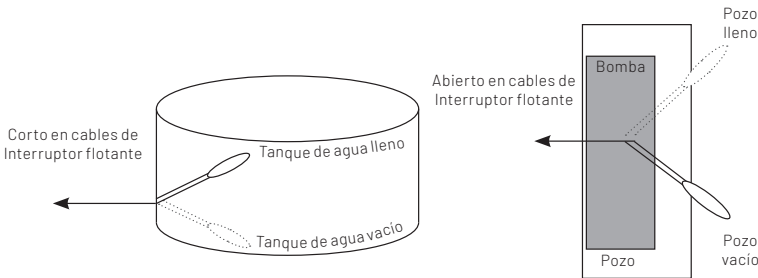 Corto en cables de
Interruptor flotante
Tanque de agua lleno
Tanque de agua vacío
Abierto en cables de
Interruptor flotante
Pozo
lleno
Bomba
Pozo
Pozo
vacío